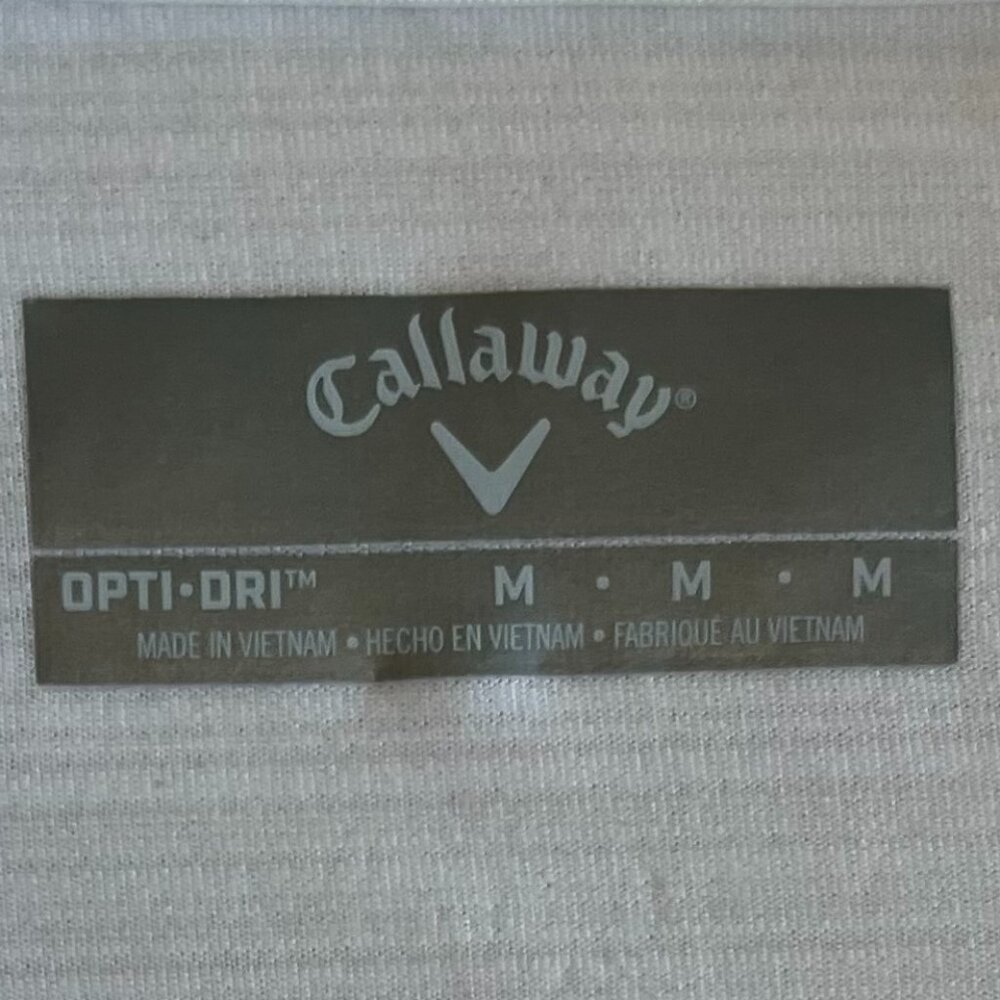 Callaway®
OPTI•DRI™ M • M • M
MADE IN VIETNAM • HECHO EN VIETNAM • FABRIQUÉ AU VIETNAM